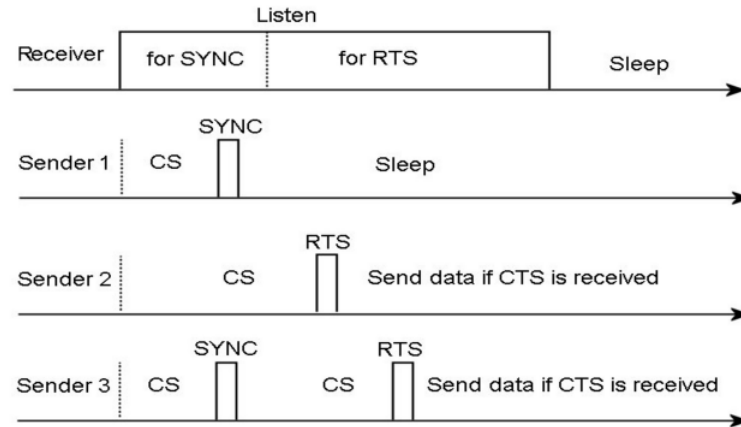 Listen
Receiver for SYNC for RTS Sleep
SYNC
Sender 1 CS Sleep
RTS
Sender 2 CS Send data if CTS is received
SYNC RTS
Sender 3 CS CS Send data if CTS is received